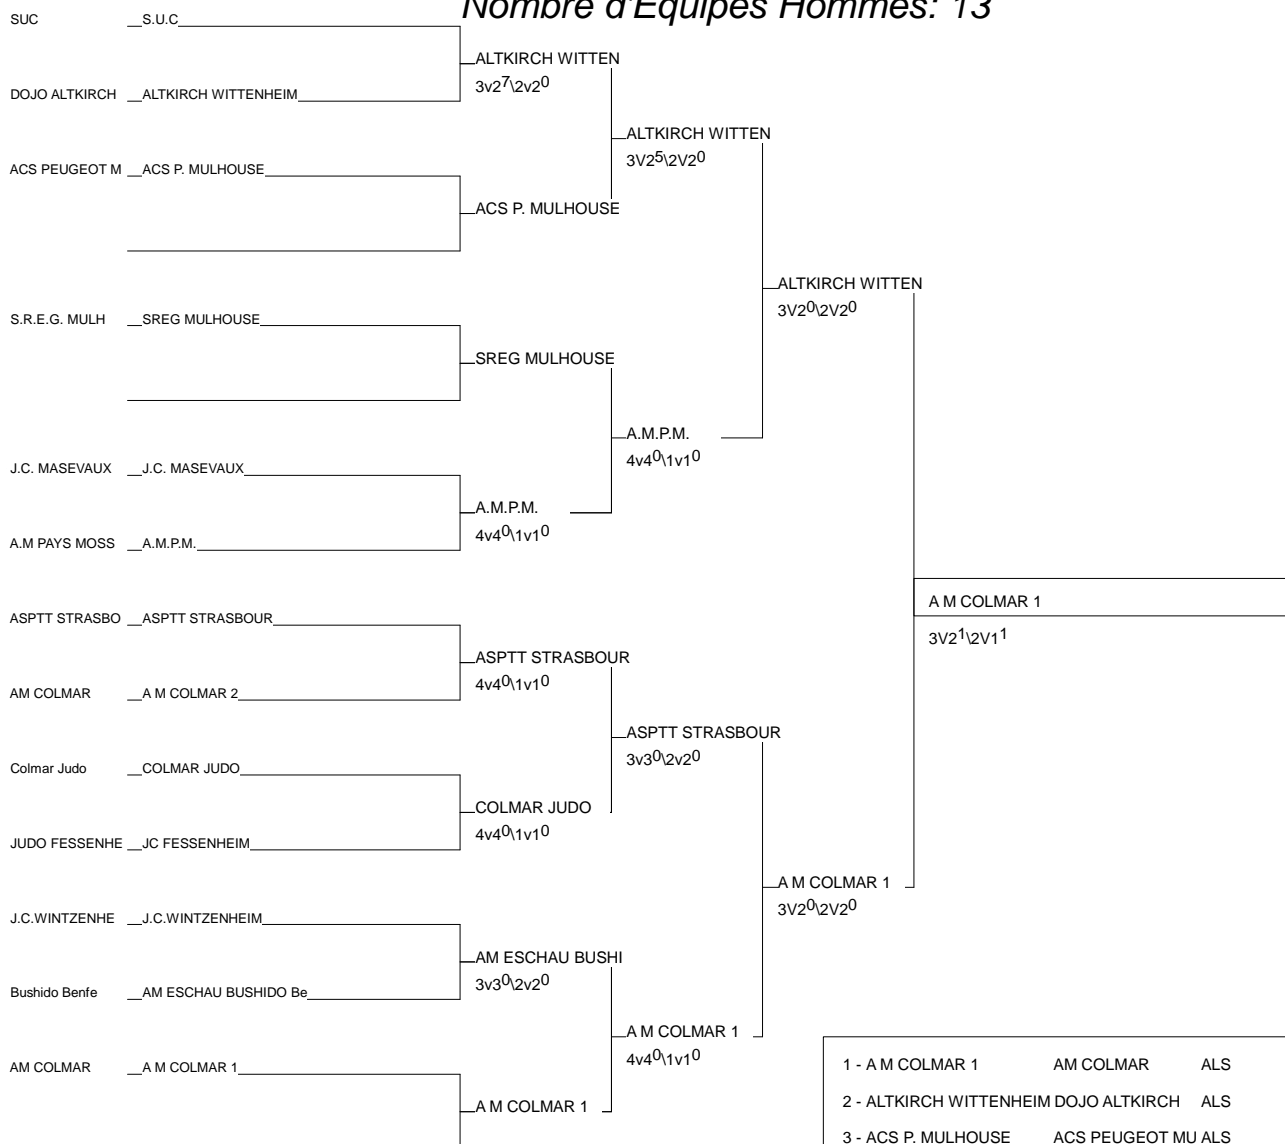 Nombre d'Equipes Hommes: 13
SUC S.U.C
ALTKIRCH WITTEN
3v27\2v20
DOJO ALTKIRCH ALTKIRCH WITTENHEIM
ALTKIRCH WITTEN
3V25\2V20
ACS PEUGEOT M ACS P. MULHOUSE
ACS P. MULHOUSE
ALTKIRCH WITTEN
3V20\2V20
S.R.E.G. MULH SREG MULHOUSE
SREG MULHOUSE
A.M.P.M.
4v40\1v10
J.C. MASEVAUX J.C. MASEVAUX
A.M.P.M.
4v40\1v10
A.M PAYS MOSS A.M.P.M.
A M COLMAR 1
3V21\2V11
ASPTT STRASBO ASPTT STRASBOUR
ASPTT STRASBOUR
4v40\1v10
AM COLMAR A M COLMAR 2
ASPTT STRASBOUR
3v30\2v20
Colmar Judo COLMAR JUDO
COLMAR JUDO
4v40\1v10
JUDO FESSENHE JC FESSENHEIM
A M COLMAR 1
3V20\2V20
J.C.WINTZENHE J.C.WINTZENHEIM
AM ESCHAU BUSHI
3v30\2v20
Bushido Benfe AM ESCHAU BUSHIDO Be
A M COLMAR 1
4v40\1v10
AM COLMAR A M COLMAR 1
A M COLMAR 1
1 - A M COLMAR 1 AM COLMAR ALS
2 - ALTKIRCH WITTENHEIM DOJO ALTKIRCH ALS
3 - ACS P. MULHOUSE ACS PEUGEOT MU ALS